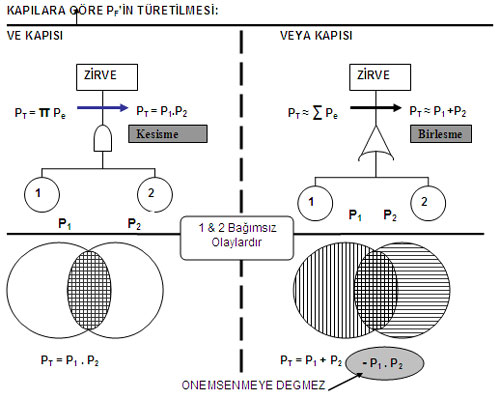 KAPILARA GÖRE PF'İN TÜRETİLMESİ:
VE KAPISI
ZİRVE
PT = π Pe
PT = P1.P2
Kesisme
1
2
P1
P2
VEYA KAPISI
ZİRVE
PT ≈ ∑ Pe
PT ≈ P1 +P2
Birlesme
1
2
P1
P2
1 & 2 Bağımsız
Olaylardır
PT = P1 . P2
PT = P1 + P2
- P1 . P2
ONEMSENMEYE DEGMEZ